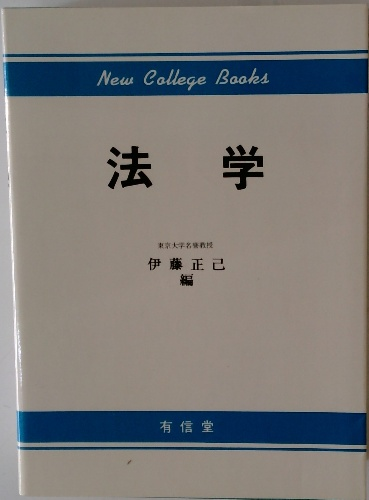 New College Books
法学
東京大学名誉教授
伊藤正己
編
有信堂